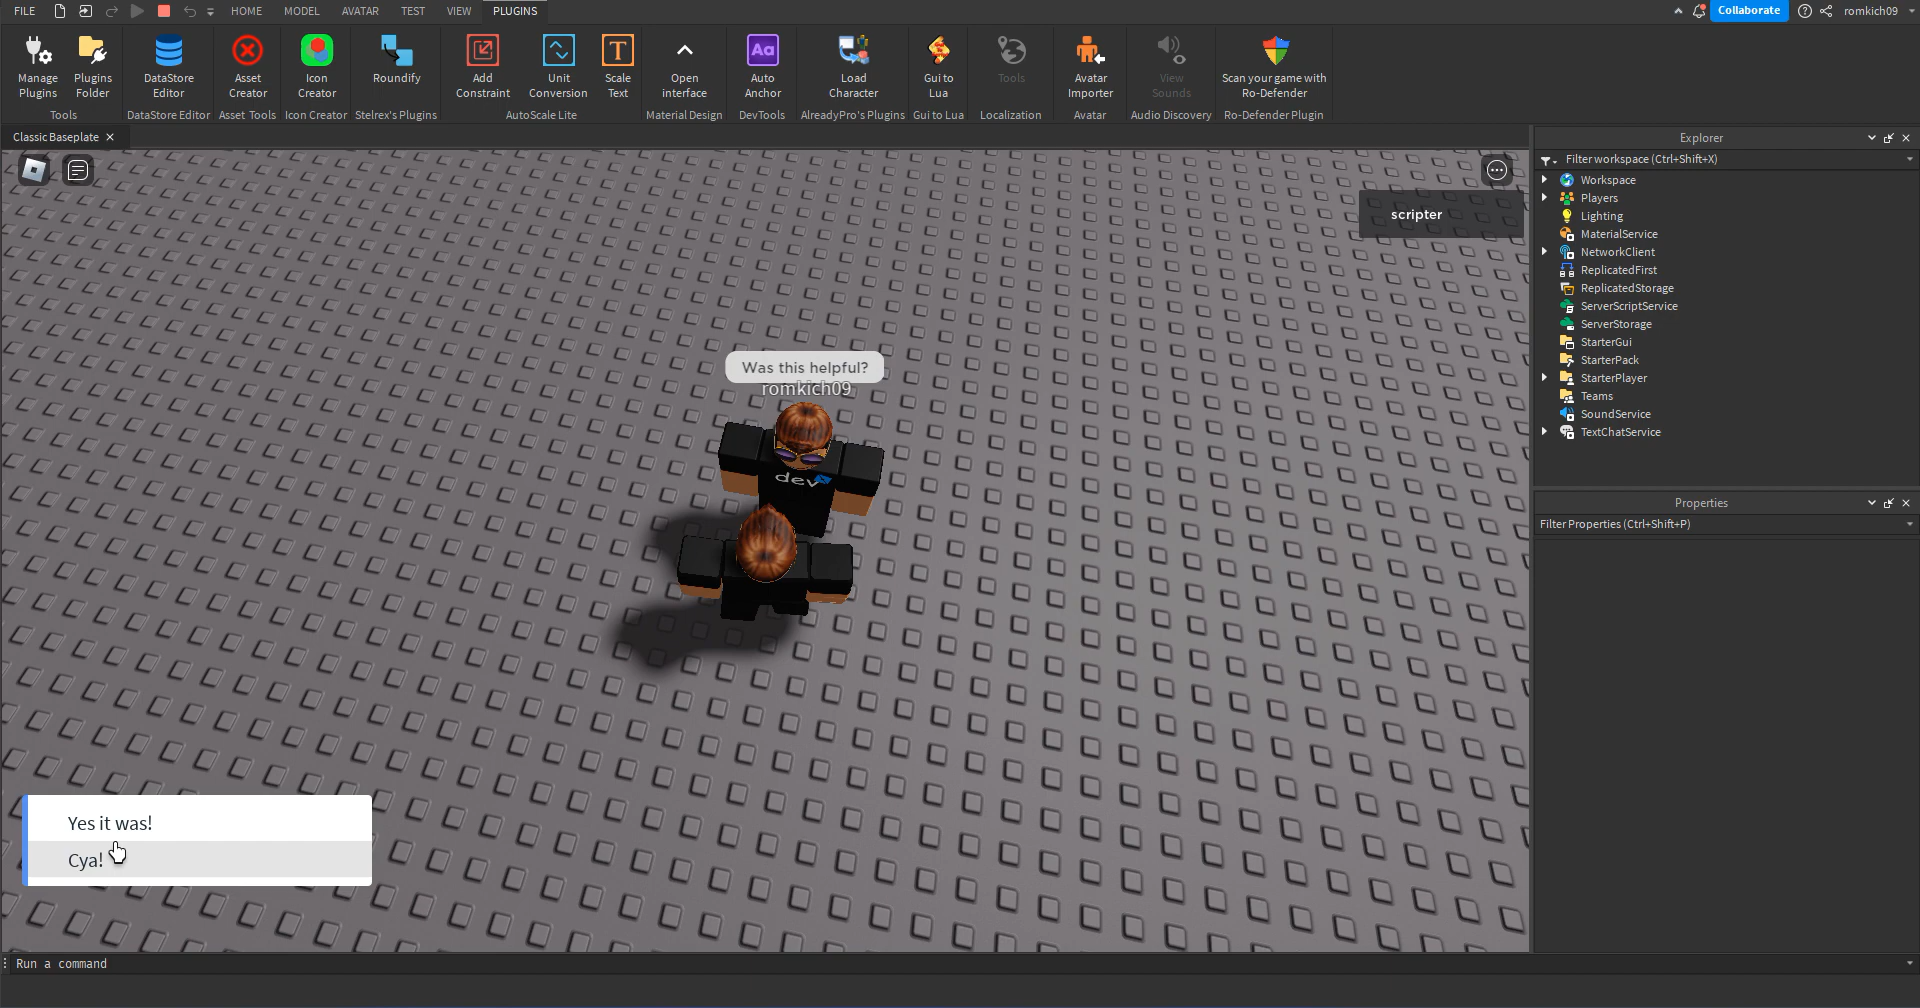 FILE HOME MODEL AVATAR TEST VIEW PLUGINS Collaborate romkich09
Manage Plugins
Plugins Folder
DataStore Editor
Asset Creator
Icon Creator
Roundify
Add Constraint
Unit Conversion
T
Scale Text
Open interface
Aa
Auto Anchor
Load Character
Gui to Lua
Tools
Avatar Importer
View Sounds
Scan your game with Ro-Defender
Tools DataStore Editor Asset Tools Icon Creator Stelrex's Plugins AutoScale Lite Material Design DevTools AlreadyPro's Plugins Gui to Lua Localization Avatar Audio Discovery Ro-Defender Plugin
Classic Baseplate
scripter
Was this helpful?
romkich09
dev
Yes it was!
Cya!
Explorer
Filter workspace (Ctrl+Shift+X)
Workspace
Players
Lighting
MaterialService
NetworkClient
ReplicatedFirst
ReplicatedStorage
ServerScriptService
ServerStorage
StarterGui
StarterPack
StarterPlayer
Teams
SoundService
TextChatService
Properties
Filter Properties (Ctrl+Shift+P)
Run a command